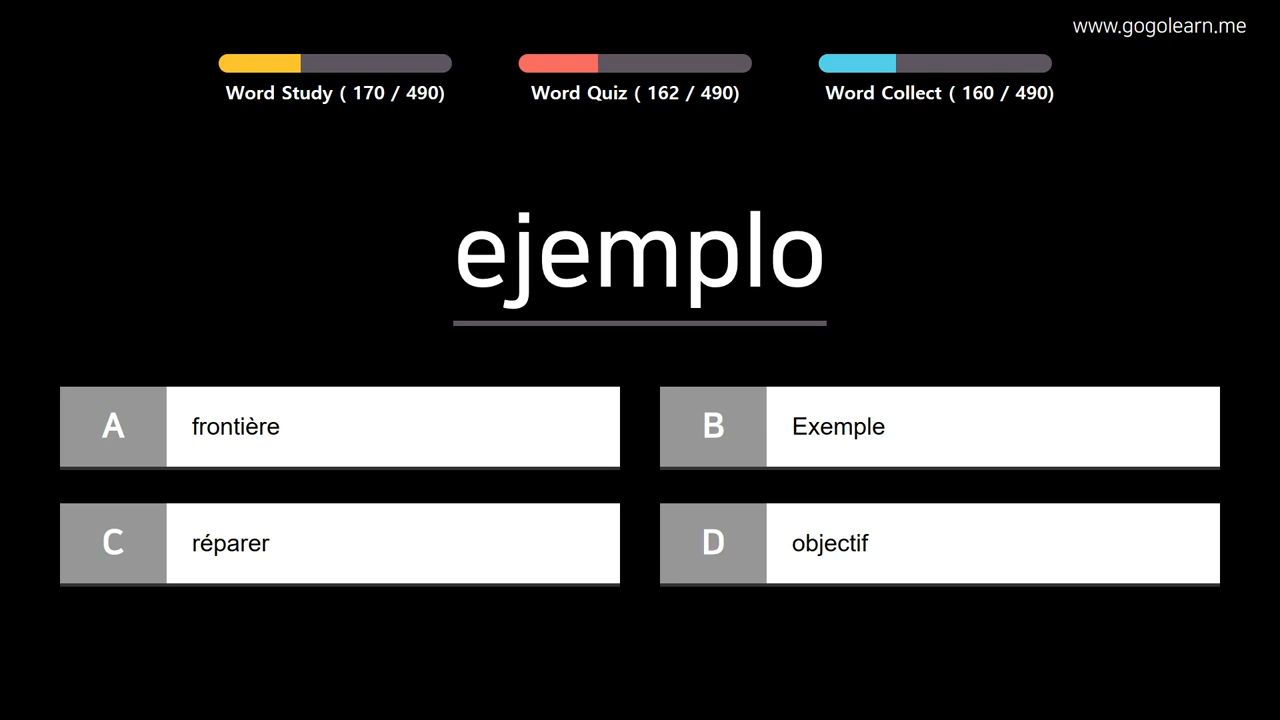 www.gogolearn.me
Word Study ( 170 / 490)
Word Quiz ( 162 / 490)
Word Collect ( 160 / 490)
ejemplo
A frontière
B Exemple
C réparer
D objectif